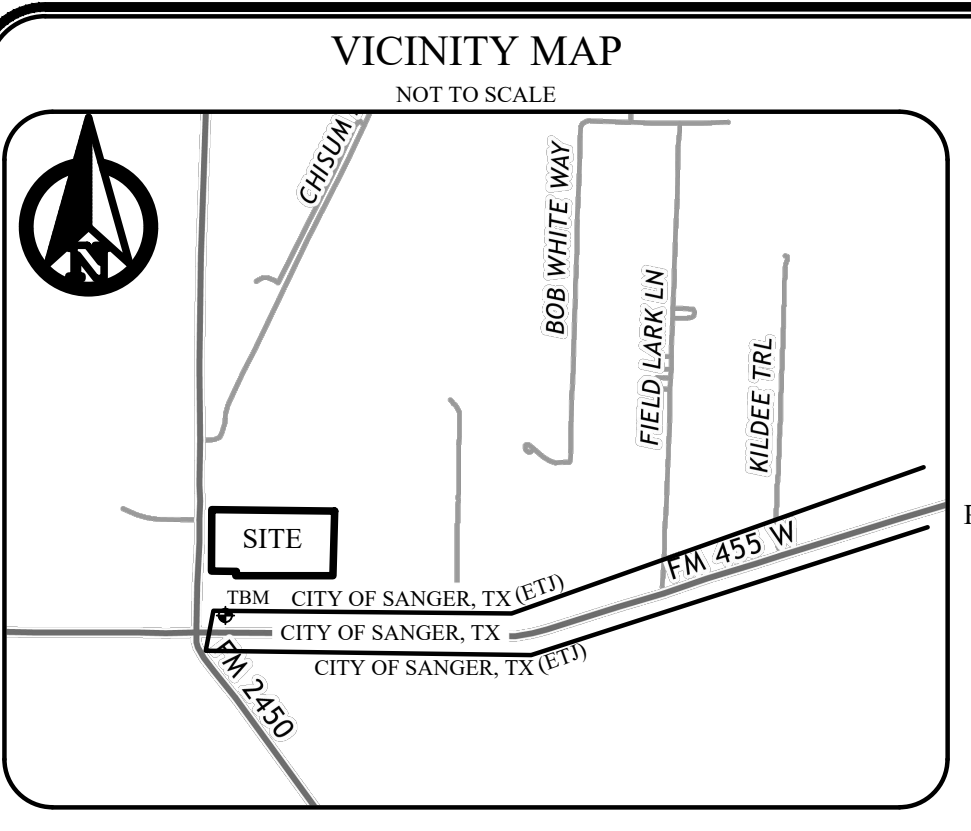 VICINITY MAP
NOT TO SCALE
N
CHISUM
BOB WHITE WAY
FIELD LARK LN
KILDEE TRL
SITE
FM 455 W
TBM
CITY OF SANGER, TX (ETJ)
CITY OF SANGER, TX
CITY OF SANGER, TX (ETJ)
FM 2450